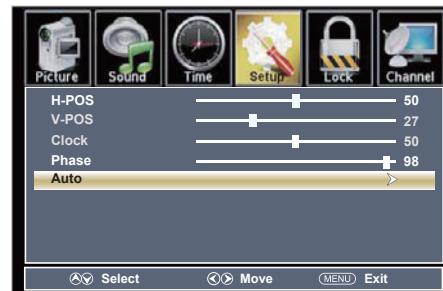 Picture Sound Time Setup Lock Channel
H-POS 50
V-POS 27
Clock 50
Phase 98
Auto
Select Move MENU Exit